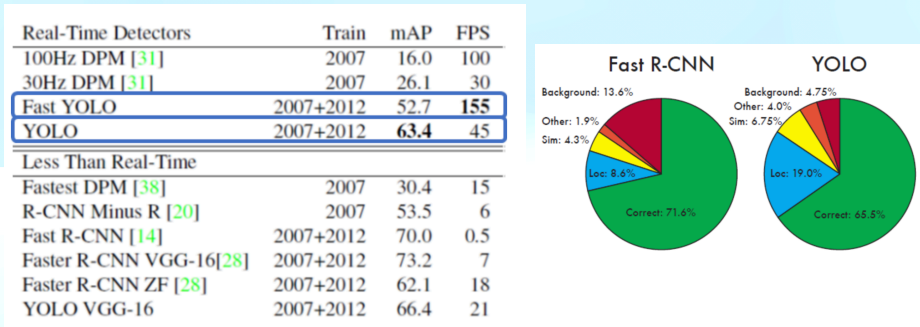 Real-Time Detectors Train mAP FPS
100Hz DPM [31] 2007 16.0 100
30Hz DPM [31] 2007 26.1 30
Fast YOLO 2007+2012 52.7 155
YOLO 2007+2012 63.4 45
Less Than Real-Time
Fastest DPM [38] 2007 30.4 15
R-CNN Minus R [20] 2007 53.5 6
Fast R-CNN [14] 2007+2012 70.0 0.5
Faster R-CNN VGG-16[28] 2007+2012 73.2 7
Faster R-CNN ZF [28] 2007+2012 62.1 18
YOLO VGG-16 2007+2012 66.4 21
Fast R-CNN
Background: 13.6%
Other: 1.9%
Sim: 4.3%
Loc: 8.6%
Correct: 71.6%
YOLO
Background: 4.75%
Other: 4.0%
Sim: 6.75%
Loc: 19.0%
Correct: 65.5%